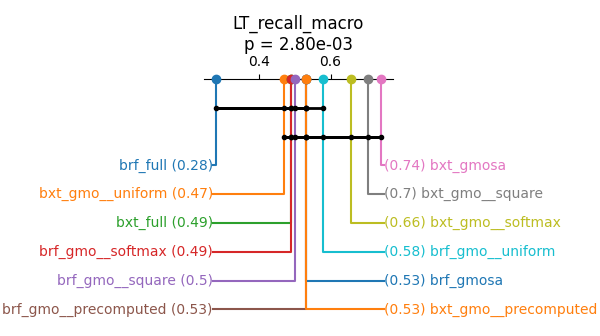 LT_recall_macro
p = 2.80e-03
0.4 0.6
brf_full (0.28) (0.74) bxt_gmosa
bxt_gmo__uniform (0.47) (0.7) bxt_gmo__square
bxt_full (0.49) (0.66) bxt_gmo__softmax
brf_gmo__softmax (0.49) (0.58) brf_gmo__uniform
brf_gmo__square (0.5) (0.53) brf_gmosa
brf_gmo__precomputed (0.53) (0.53) bxt_gmo__precomputed